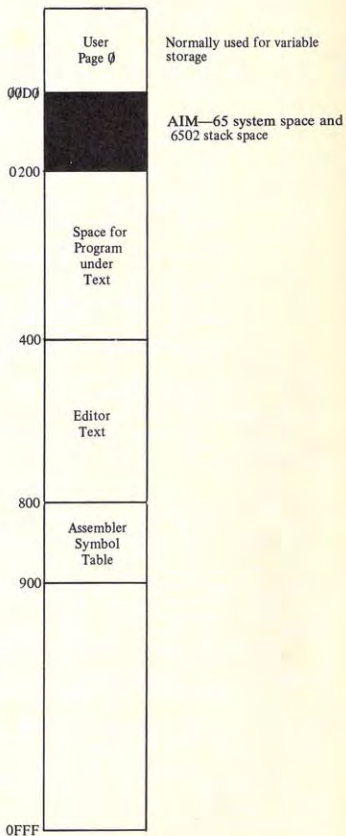 User
Page Ø
Normally used for variable
storage
ØØDØ
AIM—65 system space and
6502 stack space
0200
Space for
Program
under
Text
400
Editor
Text
800
Assembler
Symbol
Table
900
0FFF